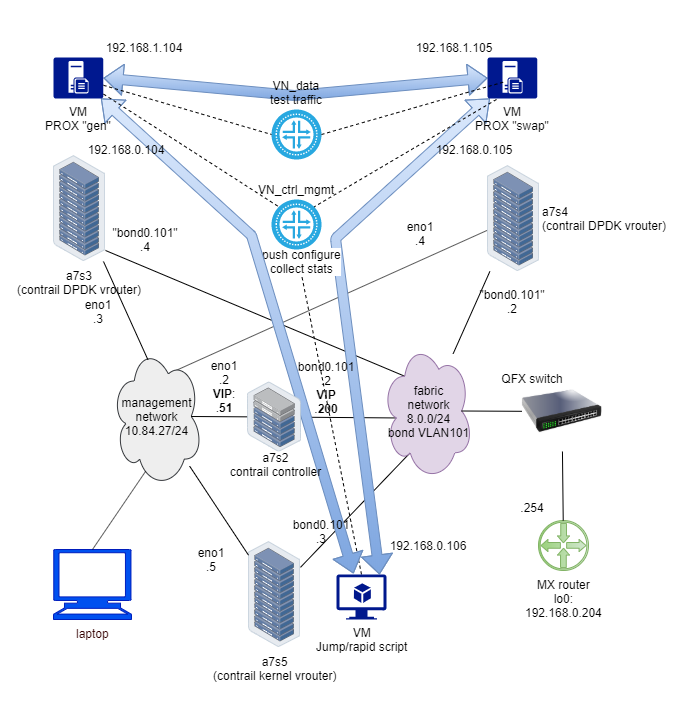 192.168.1.104
192.168.1.105
VN_data
test traffic
VM
PROX "gen"
VM
PROX "swap"
192.168.0.104
192.168.0.105
VN_ctrl_mgmt
push configure
collect stats
"bond0.101"
.4
eno1
.4
a7s4
(contrail DPDK vrouter)
a7s3
(contrail DPDK vrouter)
eno1
.3
"bond0.101"
.2
management
network
10.84.27/24
eno1
.2
VIP:
.51
bond0.101
.2
VIP
.200
a7s2
contrail controller
fabric
network
8.0.0/24
bond VLAN101
QFX switch
.254
MX router
lo0:
192.168.0.204
bond0.101
.3
192.168.0.106
eno1
.5
laptop
VM
Jump/rapid script
a7s5
(contrail kernel vrouter)